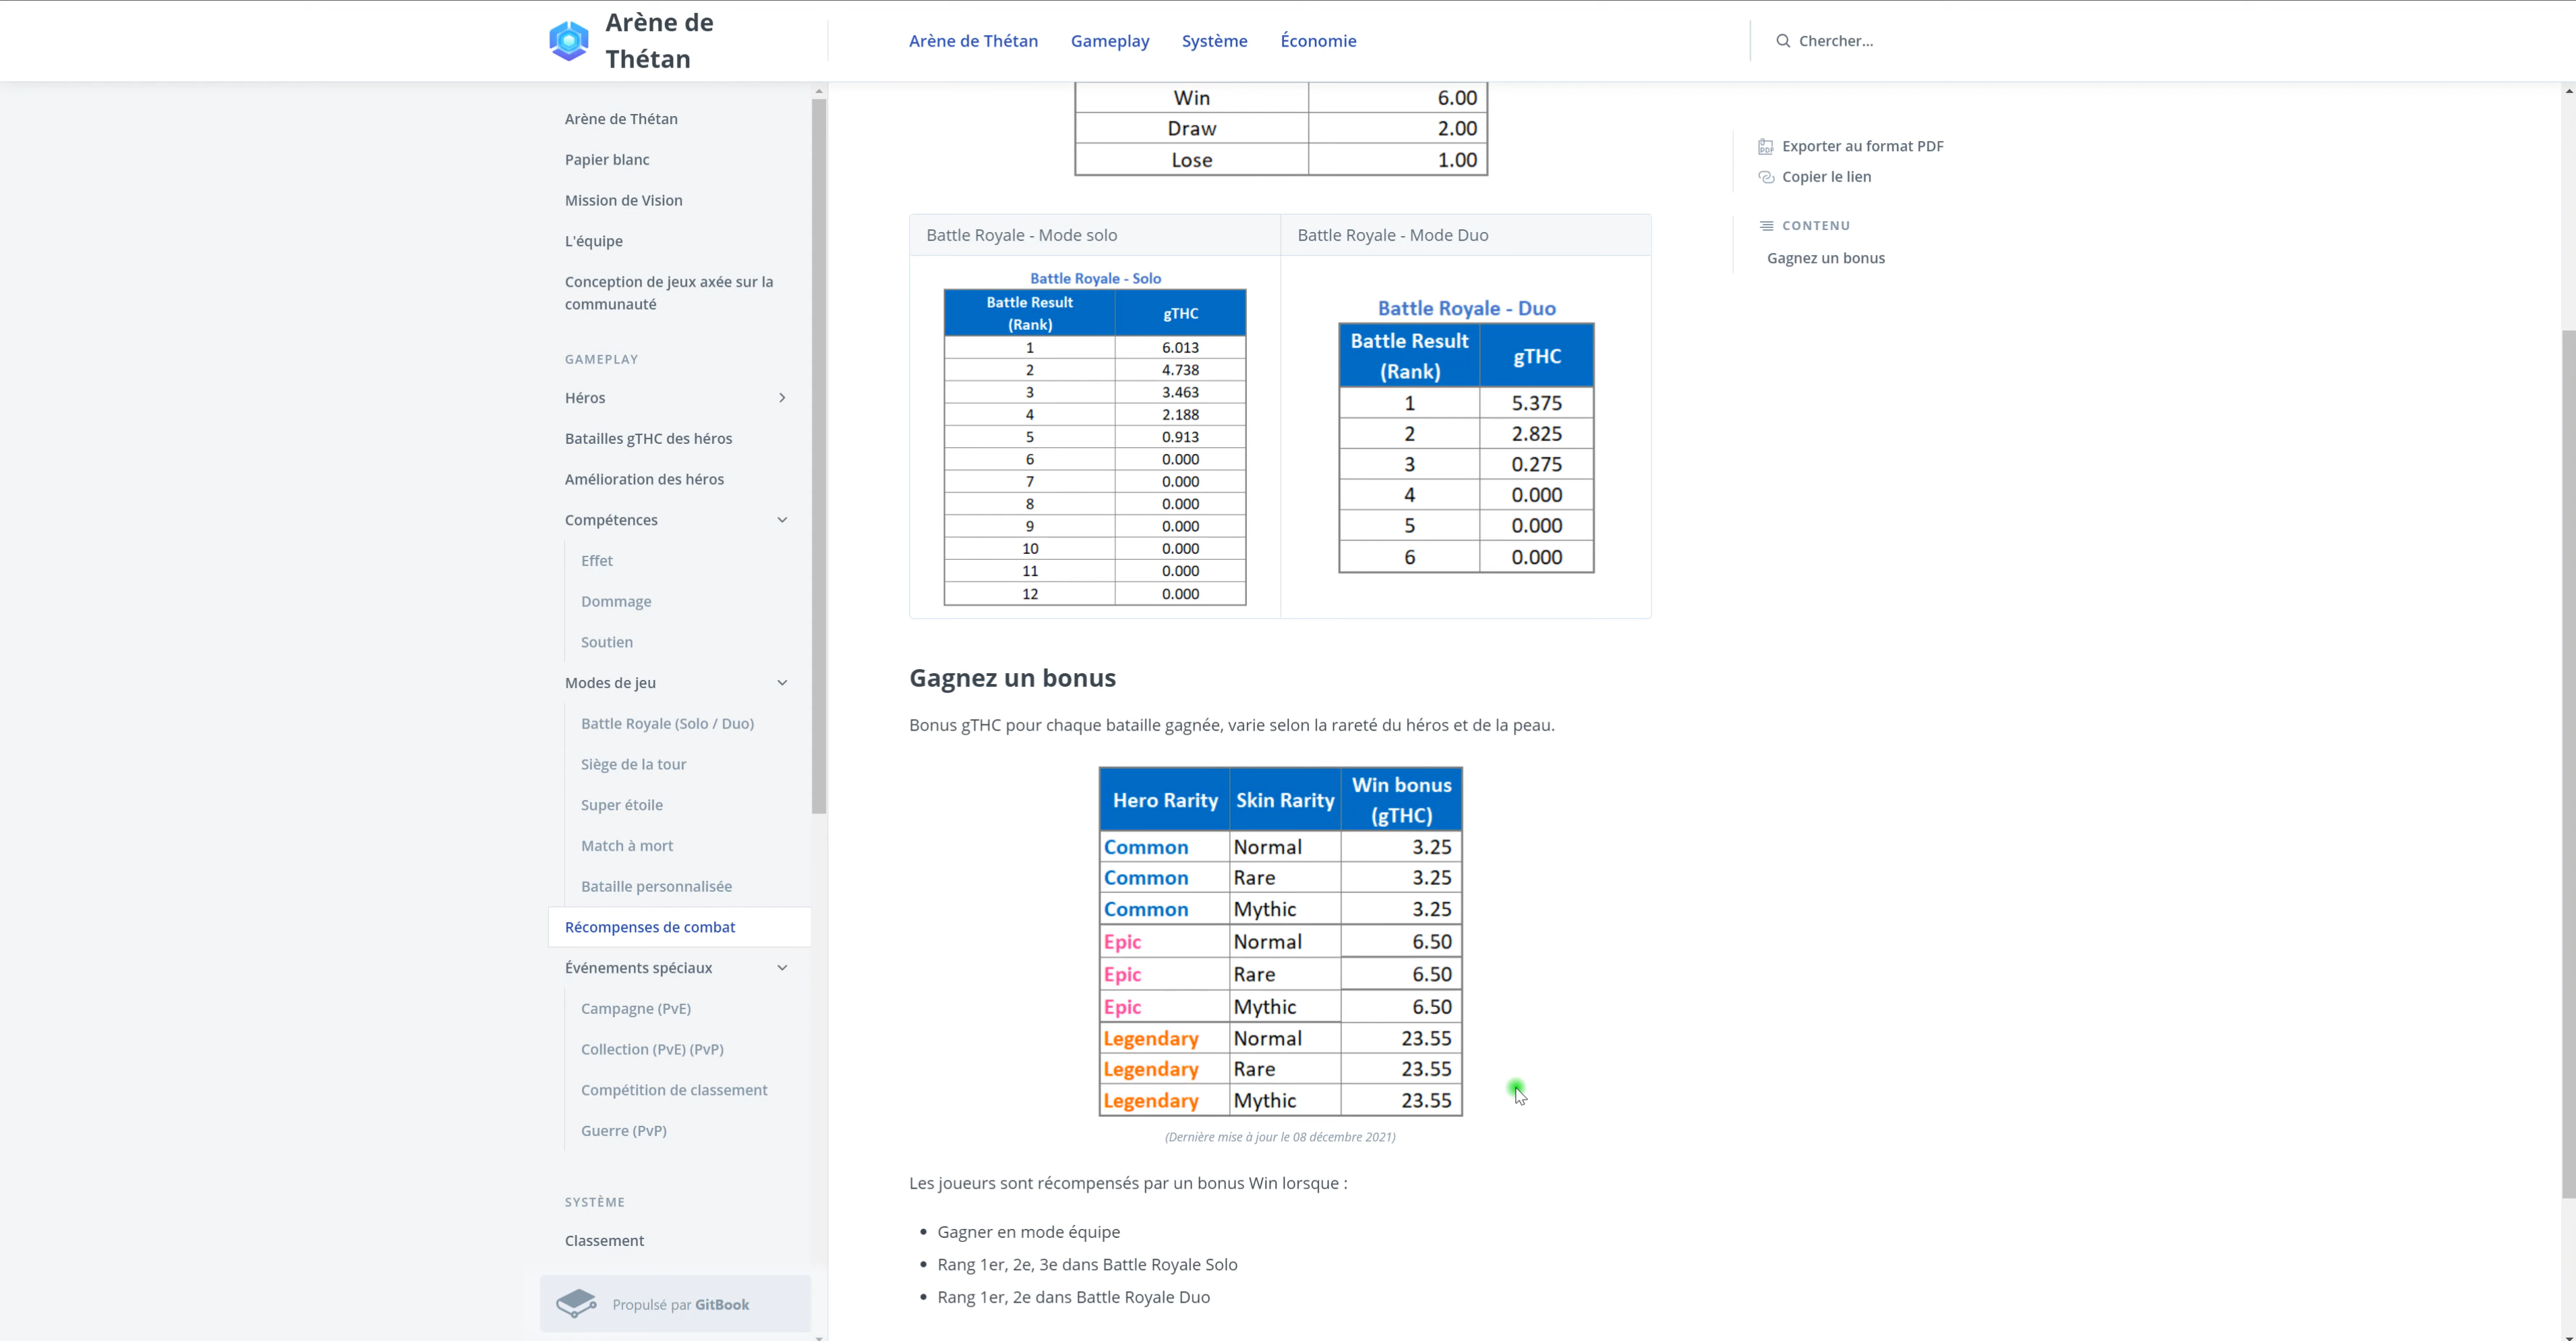 Arène de
Thétan
Arène de Thétan Gameplay Système Économie
Chercher...
Arène de Thétan
Papier blanc
Mission de Vision
L'équipe
Conception de jeux axée sur la
communauté
GAMEPLAY
Héros
Batailles gTHC des héros
Amélioration des héros
Compétences
Effet
Dommage
Soutien
Modes de jeu
Battle Royale (Solo / Duo)
Siège de la tour
Super étoile
Match à mort
Bataille personnalisée
Récompenses de combat
Événements spéciaux
Campagne (PvE)
Collection (PvE) (PvP)
Compétition de classement
Guerre (PvP)
SYSTÈME
Classement
Propulsé par GitBook
Win 6.00
Draw 2.00
Lose 1.00
Battle Royale - Mode solo
Battle Royale - Solo
Battle Result
(Rank) gTHC
1 6.013
2 4.738
3 3.463
4 2.188
5 0.913
6 0.000
7 0.000
8 0.000
9 0.000
10 0.000
11 0.000
12 0.000
Battle Royale - Mode Duo
Battle Royale - Duo
Battle Result
(Rank) gTHC
1 5.375
2 2.825
3 0.275
4 0.000
5 0.000
6 0.000
Gagnez un bonus
Bonus gTHC pour chaque bataille gagnée, varie selon la rareté du héros et de la peau.
Hero Rarity Skin Rarity Win bonus
(gTHC)
Common Normal 3.25
Common Rare 3.25
Common Mythic 3.25
Epic Normal 6.50
Epic Rare 6.50
Epic Mythic 6.50
Legendary Normal 23.55
Legendary Rare 23.55
Legendary Mythic 23.55
(Dernière mise à jour le 08 décembre 2021)
Les joueurs sont récompensés par un bonus Win lorsque :
• Gagner en mode équipe
• Rang 1er, 2e, 3e dans Battle Royale Solo
• Rang 1er, 2e dans Battle Royale Duo
PDF
Exporter au format PDF
Copier le lien
CONTENU
Gagnez un bonus